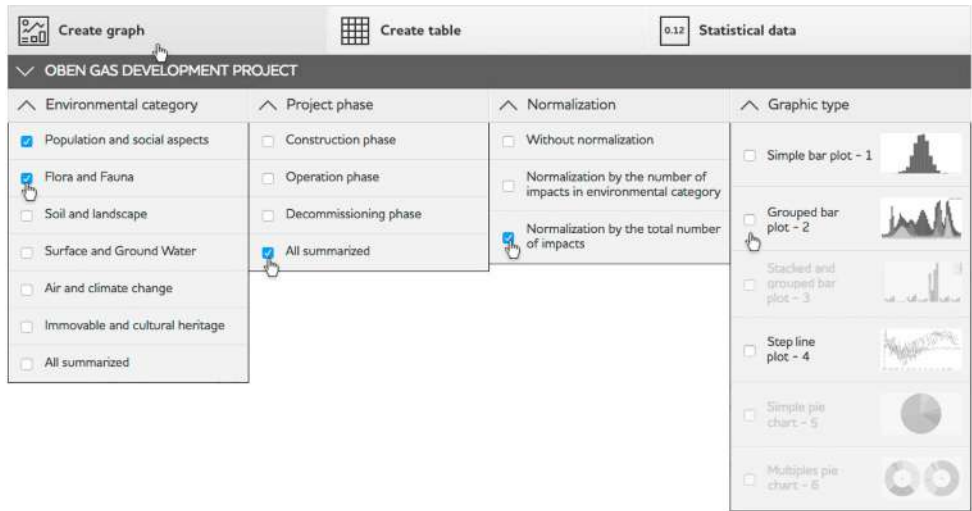 Create graph
Create table
0.12 Statistical data
OBEN GAS DEVELOPMENT PROJECT
Environmental category
Project phase
Normalization
Graphic type
Population and social aspects
Flora and Fauna
Soil and landscape
Surface and Ground Water
Air and climate change
Immovable and cultural heritage
All summarized
Construction phase
Operation phase
Decommissioning phase
All summarized
Without normalization
Normalization by the number of
impacts in environmental category
Normalization by the total number
of impacts
Simple bar plot - 1
Grouped bar
plot - 2
Stacked and
grouped bar
plot - 3
Step line
plot - 4
Simple pie
chart - 5
Multiples pie
chart - 6